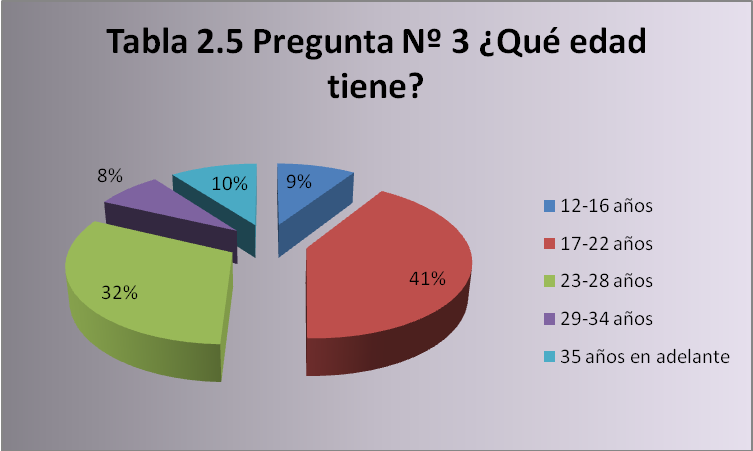 Tabla 2.5 Pregunta Nº 3 ¿Qué edad
tiene?
8%
10%
9%
32%
41%
12-16 años
17-22 años
23-28 años
29-34 años
35 años en adelante